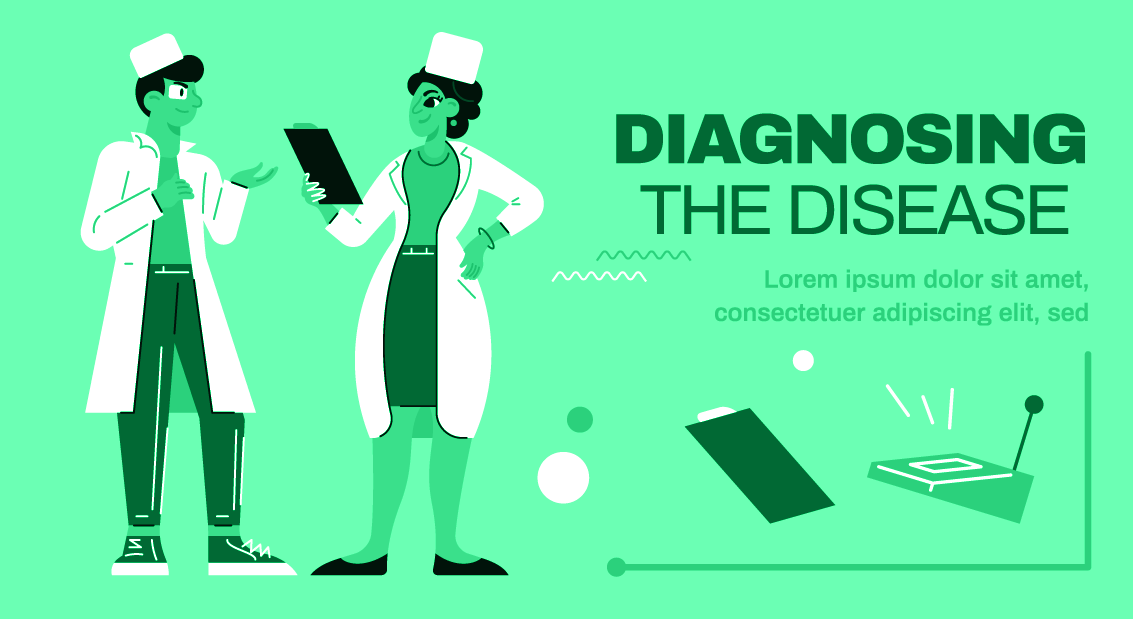 DIAGNOSING
THE DISEASE
Lorem ipsum dolor sit amet,
consectetuer adipiscing elit, sed